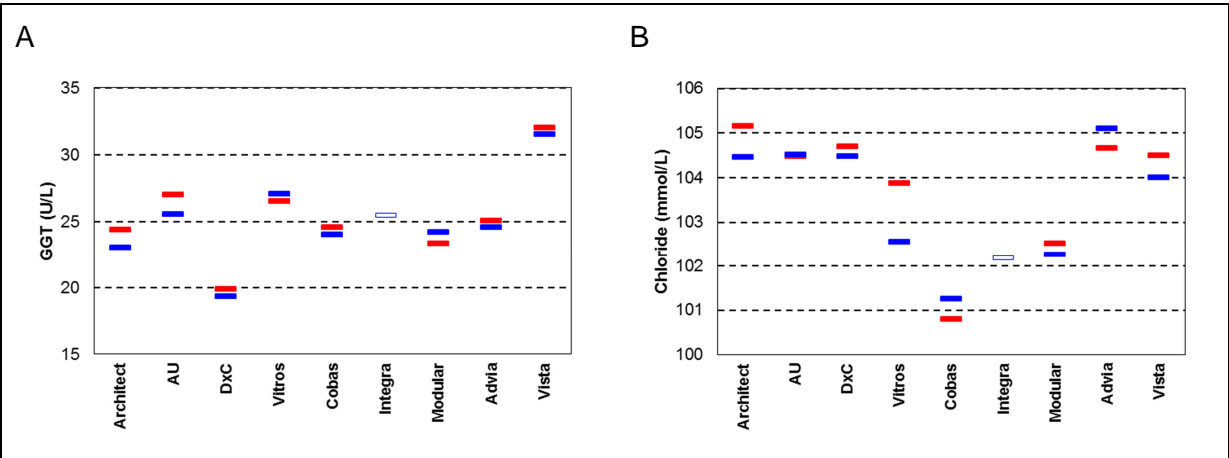 A
GGT (U/L)
35
30
25
20
15
Architect
AU
DxC
Vitros
Cobas
Integra
Modular
Advia
Vista
B
Chloride (mmol/L)
106
105
104
103
102
101
100
Architect
AU
DxC
Vitros
Cobas
Integra
Modular
Advia
Vista